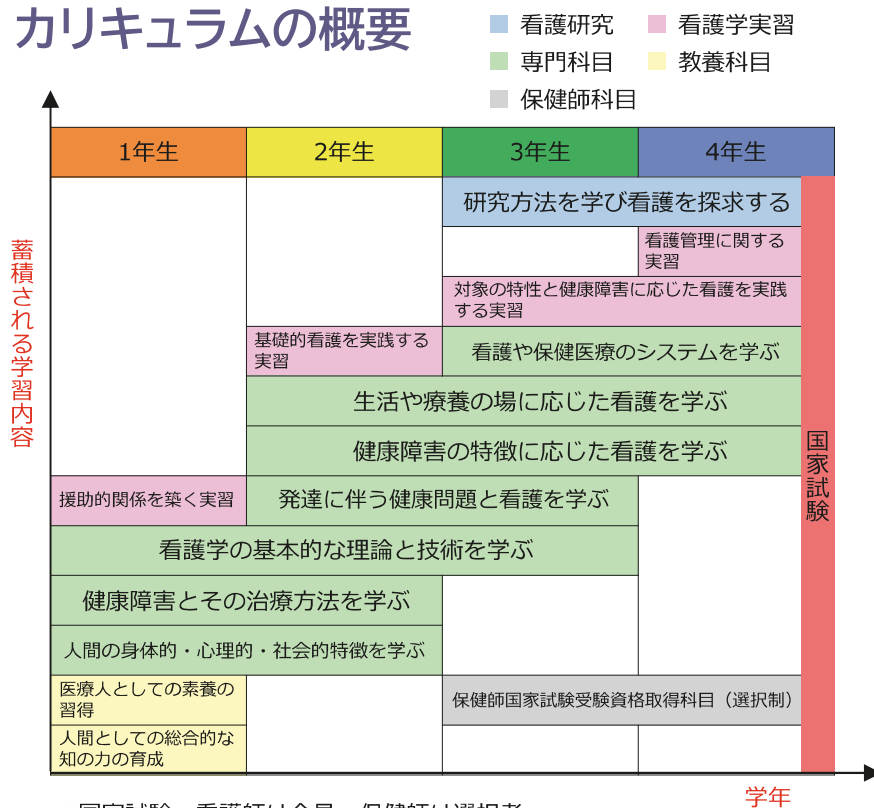 カリキュラムの概要
看護研究
看護学実習
専門科目
教養科目
保健師科目
1年生
2年生
3年生
4年生
蓄積される学習内容
研究方法を学び看護を探求する
看護管理に関する
実習
対象の特性と健康障害に応じた看護を実践
する実習
基礎的看護を実践する
実習
看護や保健医療のシステムを学ぶ
生活や療養の場に応じた看護を学ぶ
健康障害の特徴に応じた看護を学ぶ
国家試験
援助的関係を築く実習
発達に伴う健康問題と看護を学ぶ
看護学の基本的な理論と技術を学ぶ
健康障害とその治療方法を学ぶ
人間の身体的・心理的・社会的特徴を学ぶ
医療人としての素養の
習得
保健師国家試験受験資格取得科目（選択制）
人間としての総合的な
知の力の育成
学年